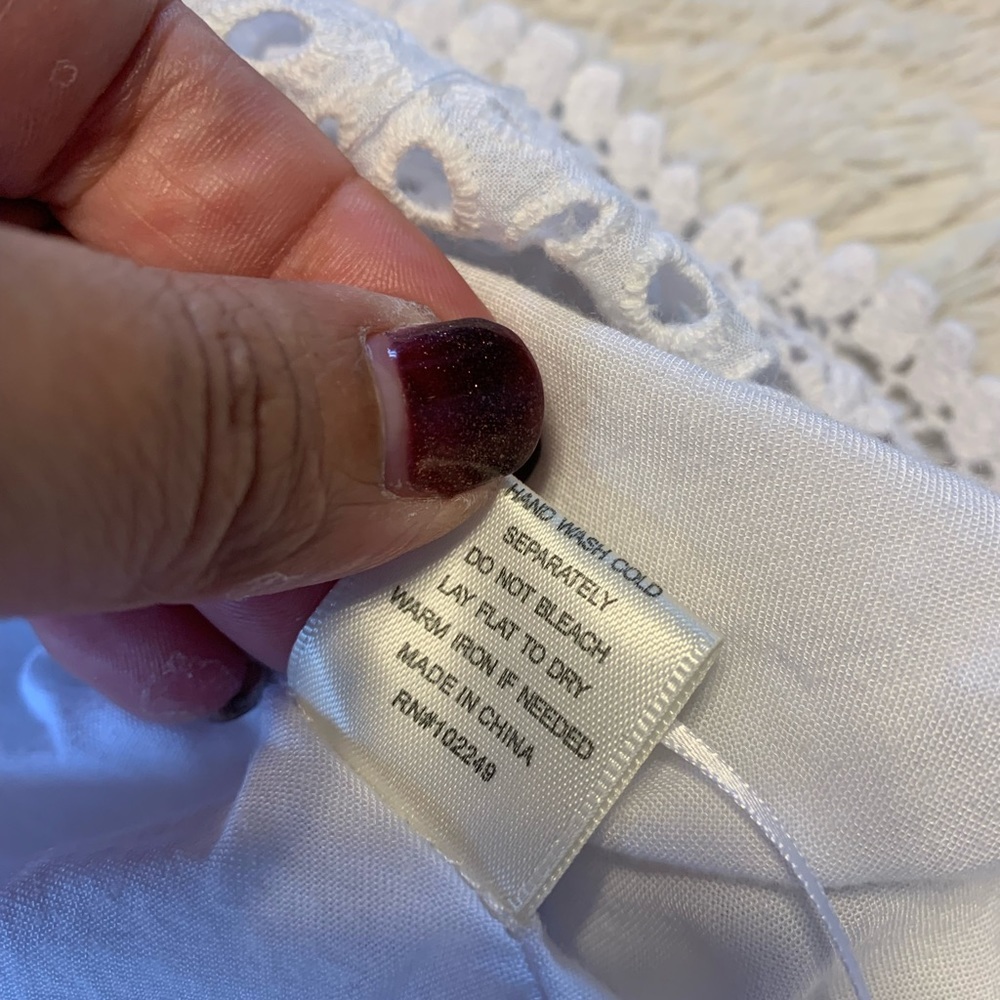 HAND WASH COLD
SEPARATELY
DO NOT BLEACH
LAY FLAT TO DRY
WARM IRON IF NEEDED
MADE IN CHINA
RN#102249